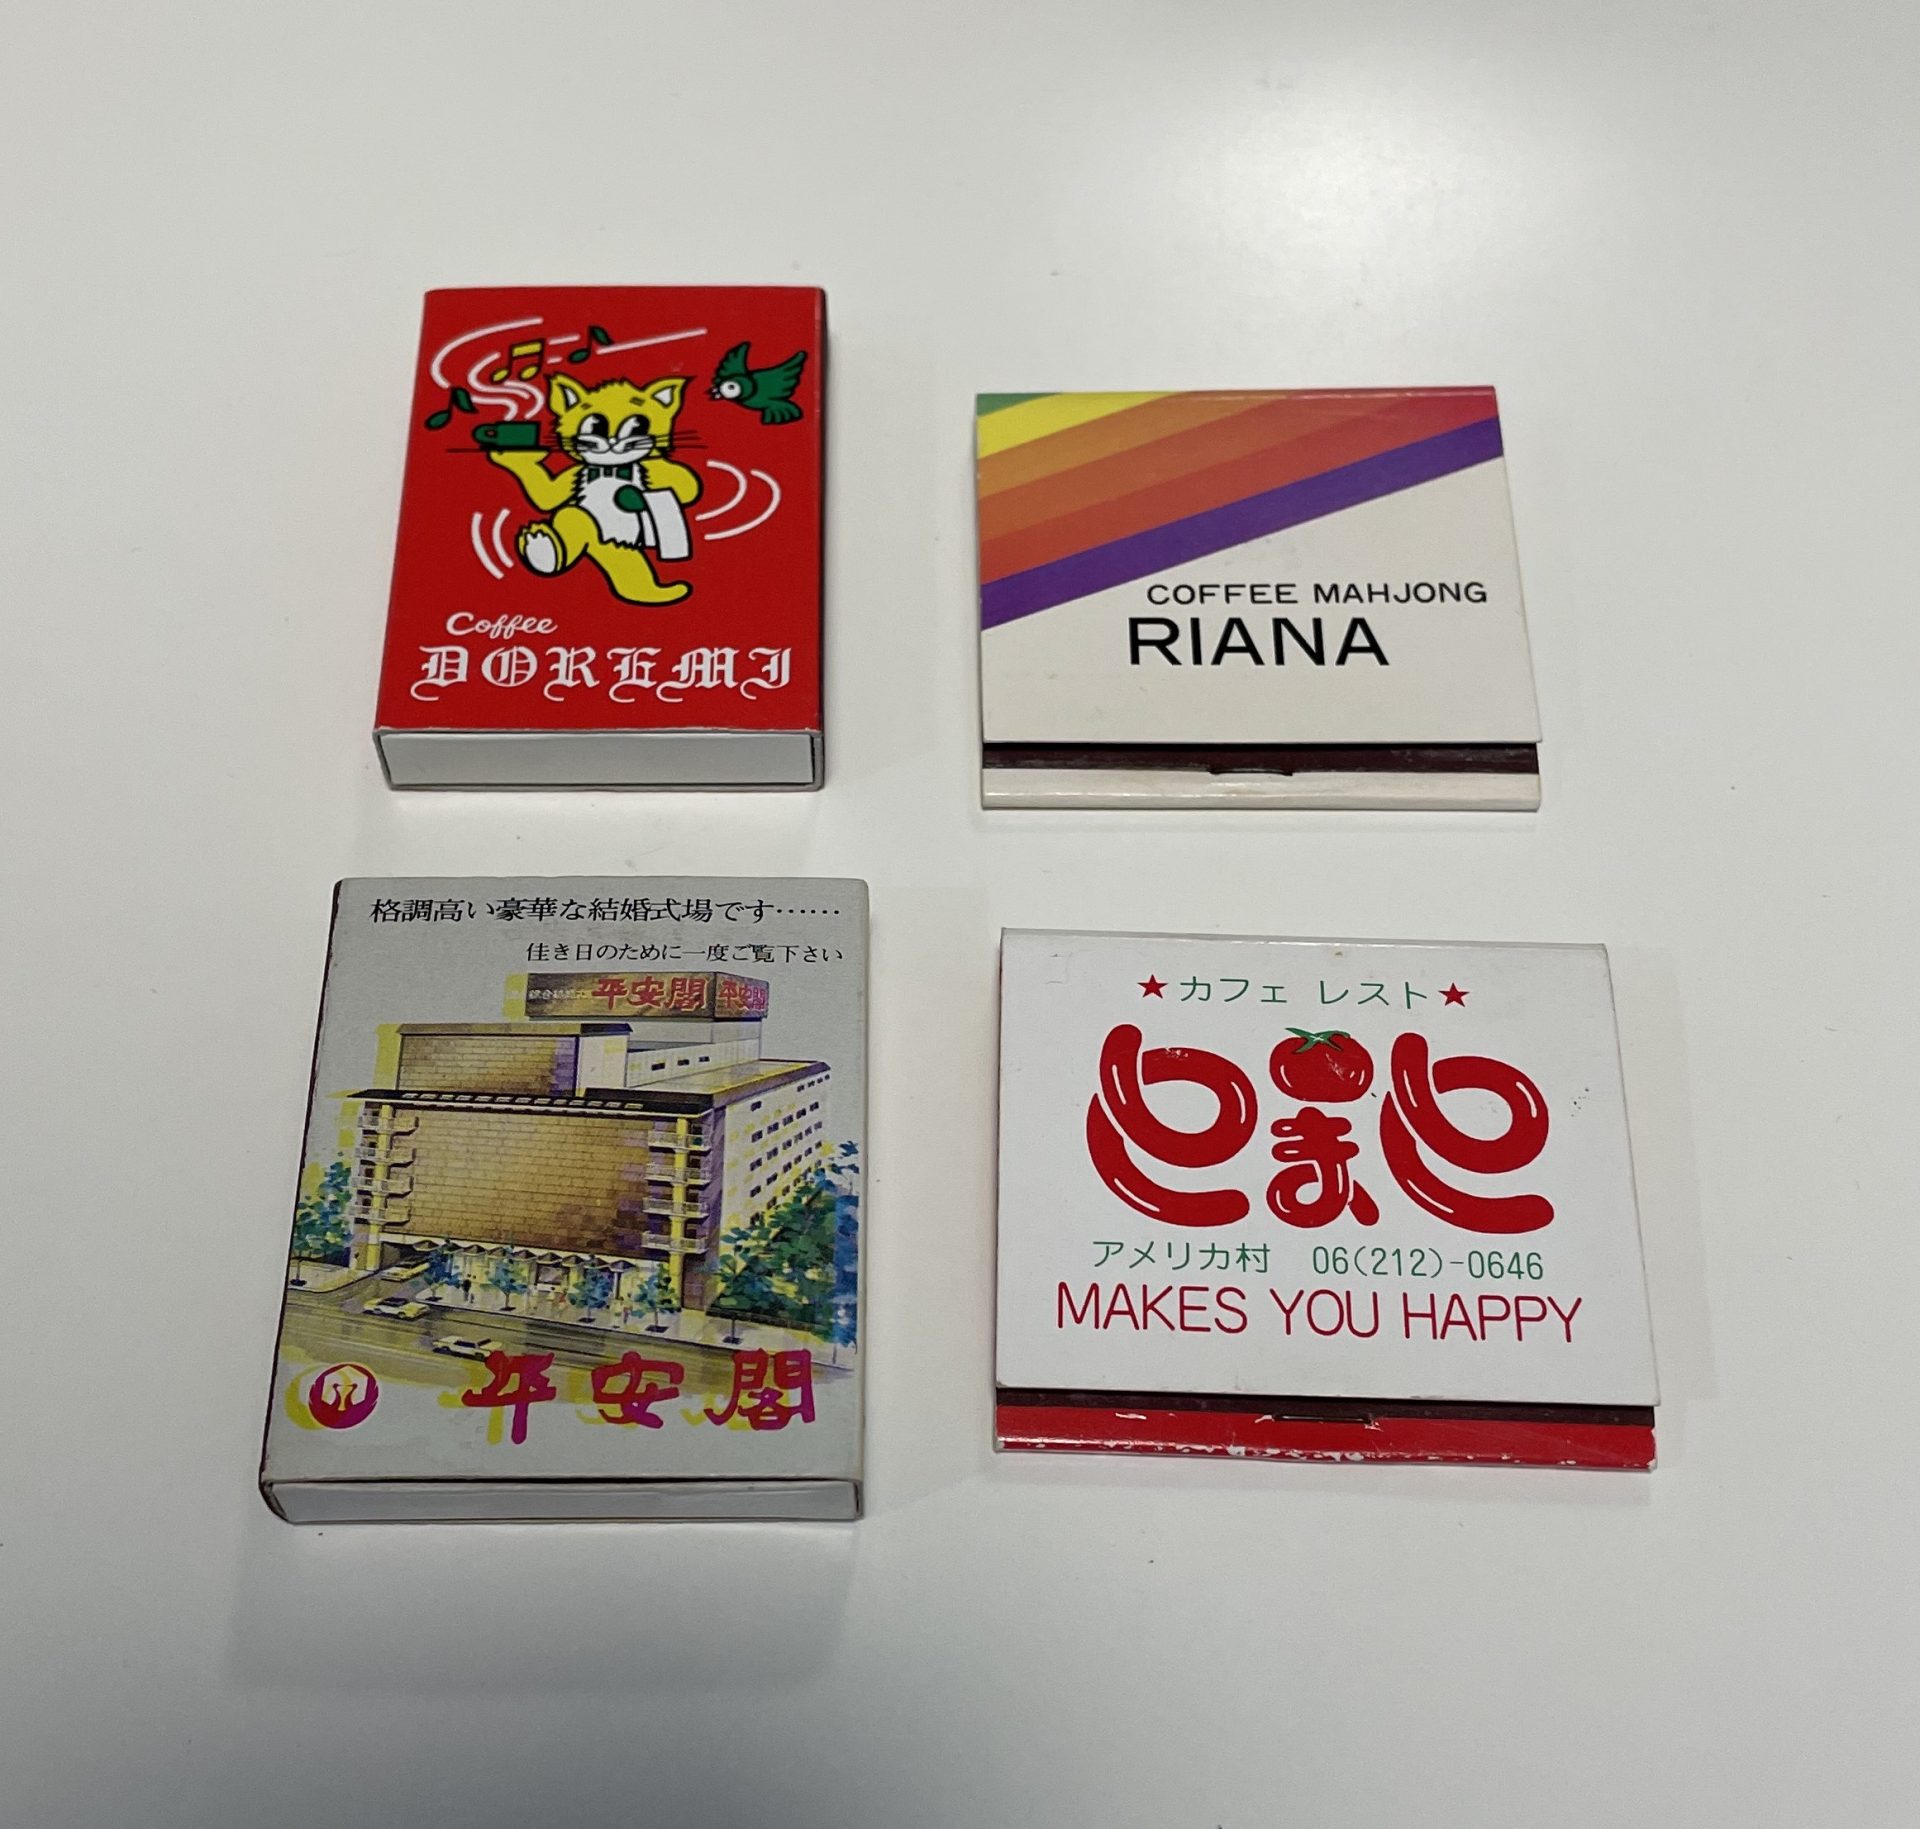 Coffee
DOREMI
COFFEE MAHJONG
RIANA
格調高い豪華な結婚式場です……
佳き日のために一度ご覧下さい
平安閣 平安閣
平安閣
★カフェ レスト★
とまと
アメリカ村 06(212)-0646
MAKES YOU HAPPY